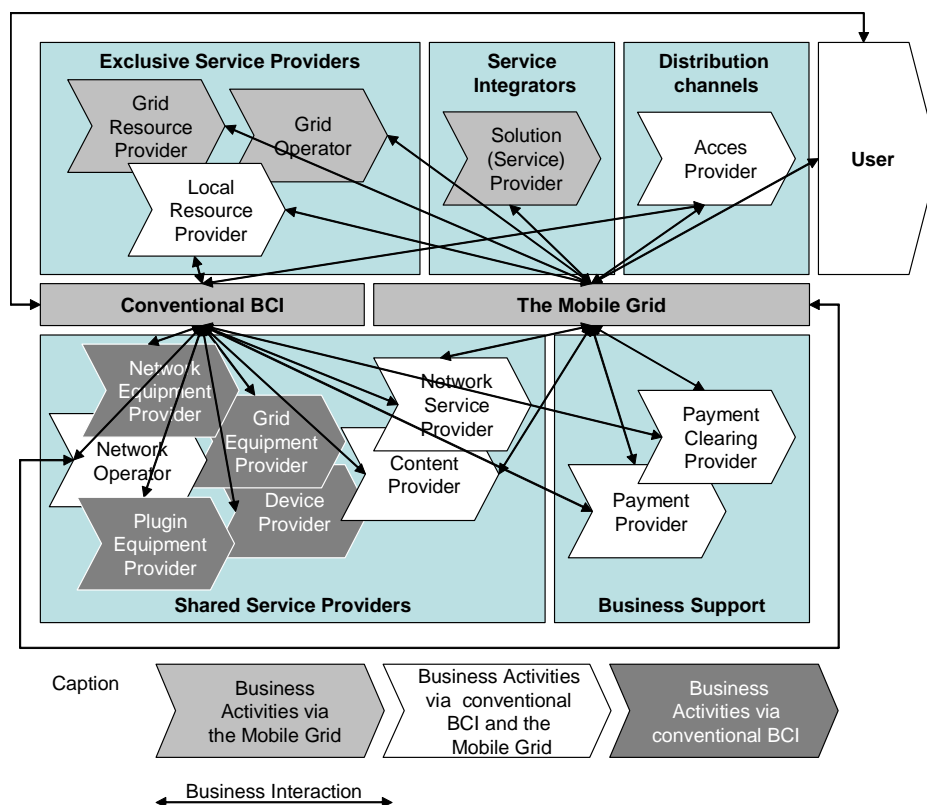 Exclusive Service Providers
Grid
Resource
Provider
Grid
Operator
Local
Resource
Provider
Service
Integrators
Solution
(Service)
Provider
Distribution
channels
Acces
Provider
User
Conventional BCI
The Mobile Grid
Network
Equipment
Provider
Grid
Equipment
Provider
Network
Operator
Plugin
Equipment
Provider
Device
Provider
Network
Service
Provider
Content
Provider
Shared Service Providers
Payment
Clearing
Provider
Payment
Provider
Business Support
Caption
Business
Activities via
the Mobile Grid
Business Activities
via conventional
BCI and the
Mobile Grid
Business
Activities via
conventional BCI
Business Interaction